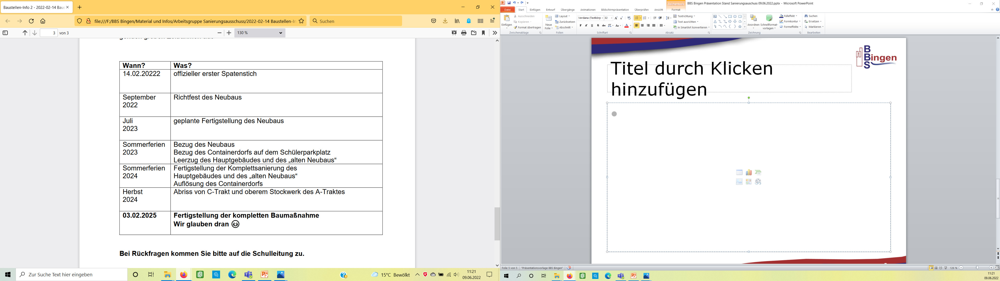 Baustellen-Info 2 - 2022-02-14 Baus
file:///F:/BBS Bingen/Material und Infos/Arbeitsgruppe Sanierungsausschuss/2022-02-14 Baustellen-In
Suchen
3 von 3
130 %
Wann? Was?
14.02.20222 offizieller erster Spatenstich
September Richtfest des Neubaus
2022
Juli geplante Fertigstellung des Neubaus
2023
Sommerferien Bezug des Neubaus
2023 Bezug des Containerdorfs auf dem Schülerparkplatz
Leerzug des Hauptgebäudes und des „alten Neubaus“
Sommerferien Fertigstellung der Komplettsanierung des
2024 Hauptgebäudes und des „alten Neubaus“
Auflösung des Containerdorfs
Herbst Abriss von C-Trakt und oberem Stockwerk des A-Traktes
2024
03.02.2025 Fertigstellung der kompletten Baumaßnahme
Wir glauben dran
Bei Rückfragen kommen Sie bitte auf die Schulleitung zu.
Zur Suche Text hier eingeben
15°C Bewölkt
11:21
09.06.2022
Zeichentools
BBS Bingen Präsentation Stand Sanierungsauschuss 09.06.2022.pptx - Microsoft PowerPoint
Datei Start Einfügen Entwurf Übergänge Animationen Bildschirmpräsentation Überprüfen Ansicht Format
Einfügen
Ausschneiden
Kopieren
Format übertragen
Zwischenablage
Neue
Folie
Layout
Zurücksetzen
Abschnitt
Folien
Verdana (Textkörp 32
Schriftart
Textrichtung
Text ausrichten
In SmartArt konvertieren
Absatz
Anordnen Schnellformat-
vorlagen
Fülleffekt
Formkontur
Formeffekte
Zeichnung
Suchen
Ersetzen
Markieren
Bearbeiten
B
Bingen
S
Titel durch Klicken
hinzufügen
Folie 5 von 5 "Präsentationsvorlage BBS Bingen"
126 %
11:21
09.06.2022